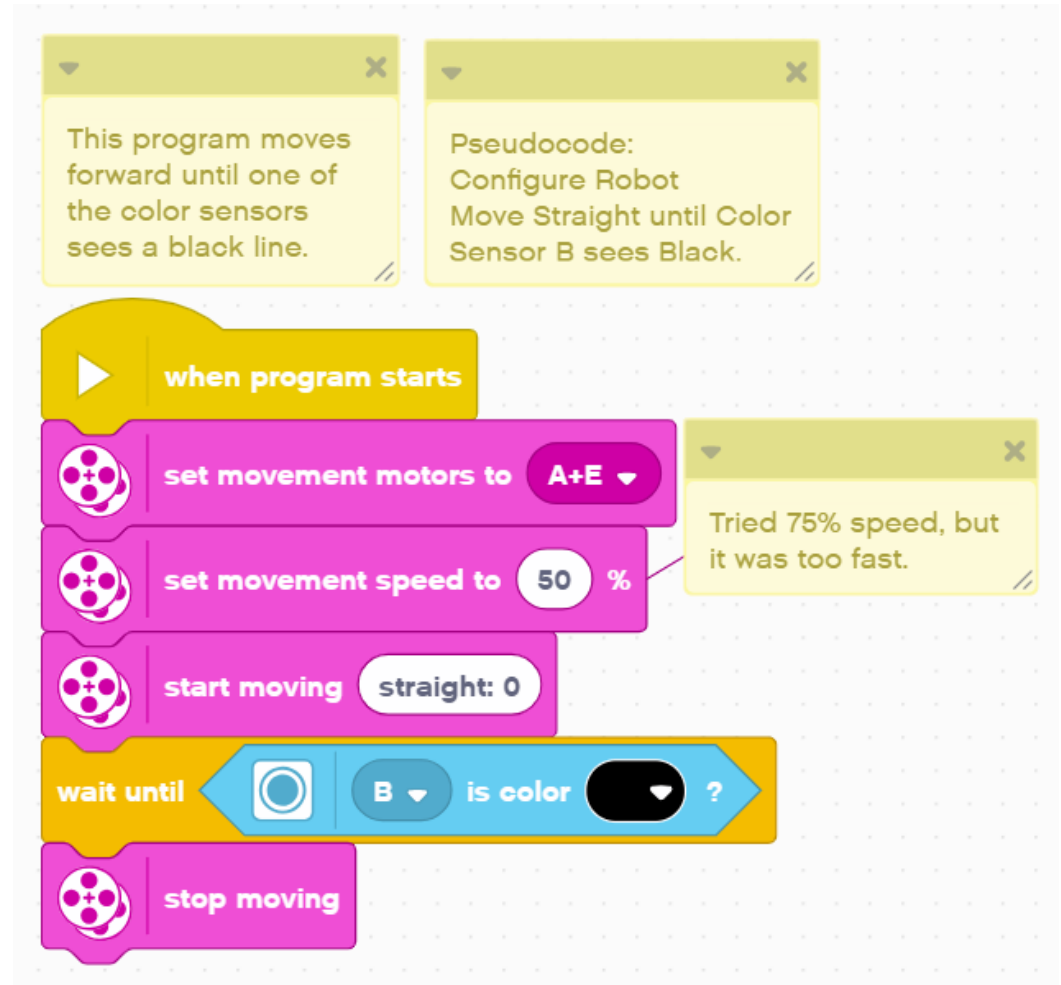 This program moves
forward until one of
the color sensors
sees a black line.
Pseudocode:
Configure Robot
Move Straight until Color
Sensor B sees Black.
when program starts
set movement motors to A+E
Tried 75% speed, but
it was too fast.
set movement speed to 50 %
start moving straight: 0
wait until B is color ?
stop moving